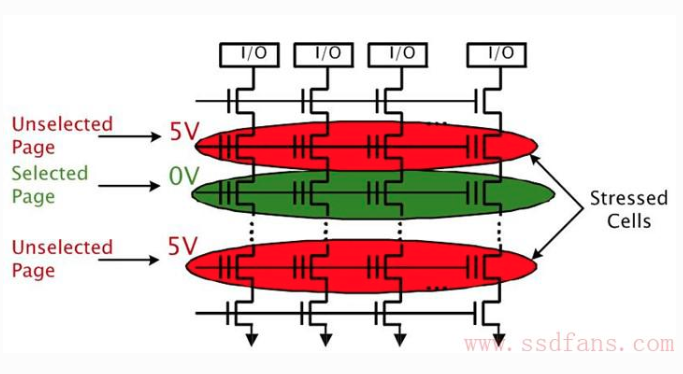 I/O I/O I/O I/O
Unselected
Page
5V
Selected
Page
0V
Stressed
Cells
Unselected
Page
5V
www.ssdfans.com